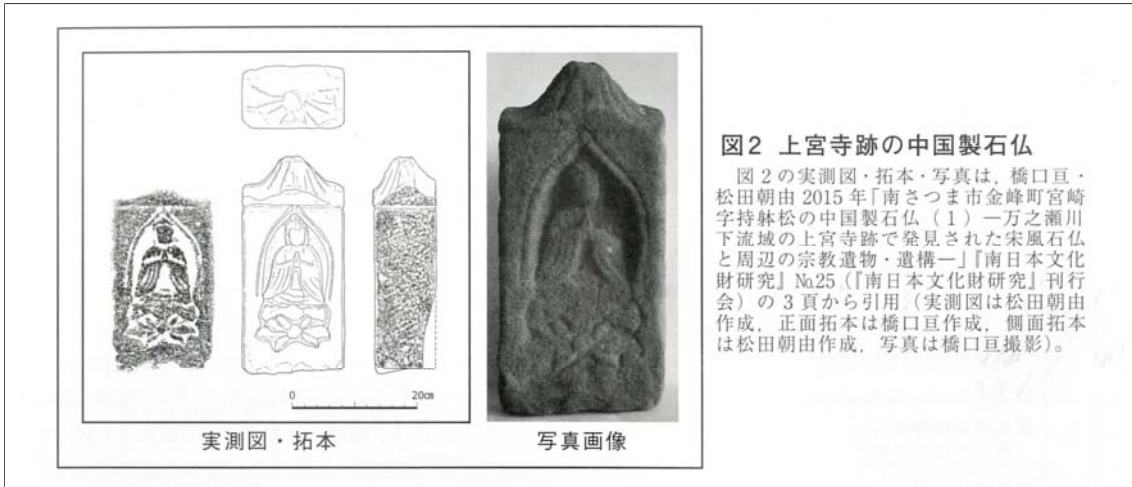 0
20㎝
実測図・拓本
写真画像
図2 上宮寺跡の中国製石仏
図2の実測図・拓本・写真は，橋口亘・
松田朝由 2015年「南さつま市金峰町宮崎
字持躰松の中国製石仏（1）―万之瀬川
下流域の上宮寺跡で発見された宋風石仏
と周辺の宗教遺物・遺構―」『南日本文化
財研究』№25（『南日本文化財研究』刊行
会）の3頁から引用（実測図は松田朝由
作成，正面拓本は橋口亘作成，側面拓本
は松田朝由作成，写真は橋口亘撮影）。